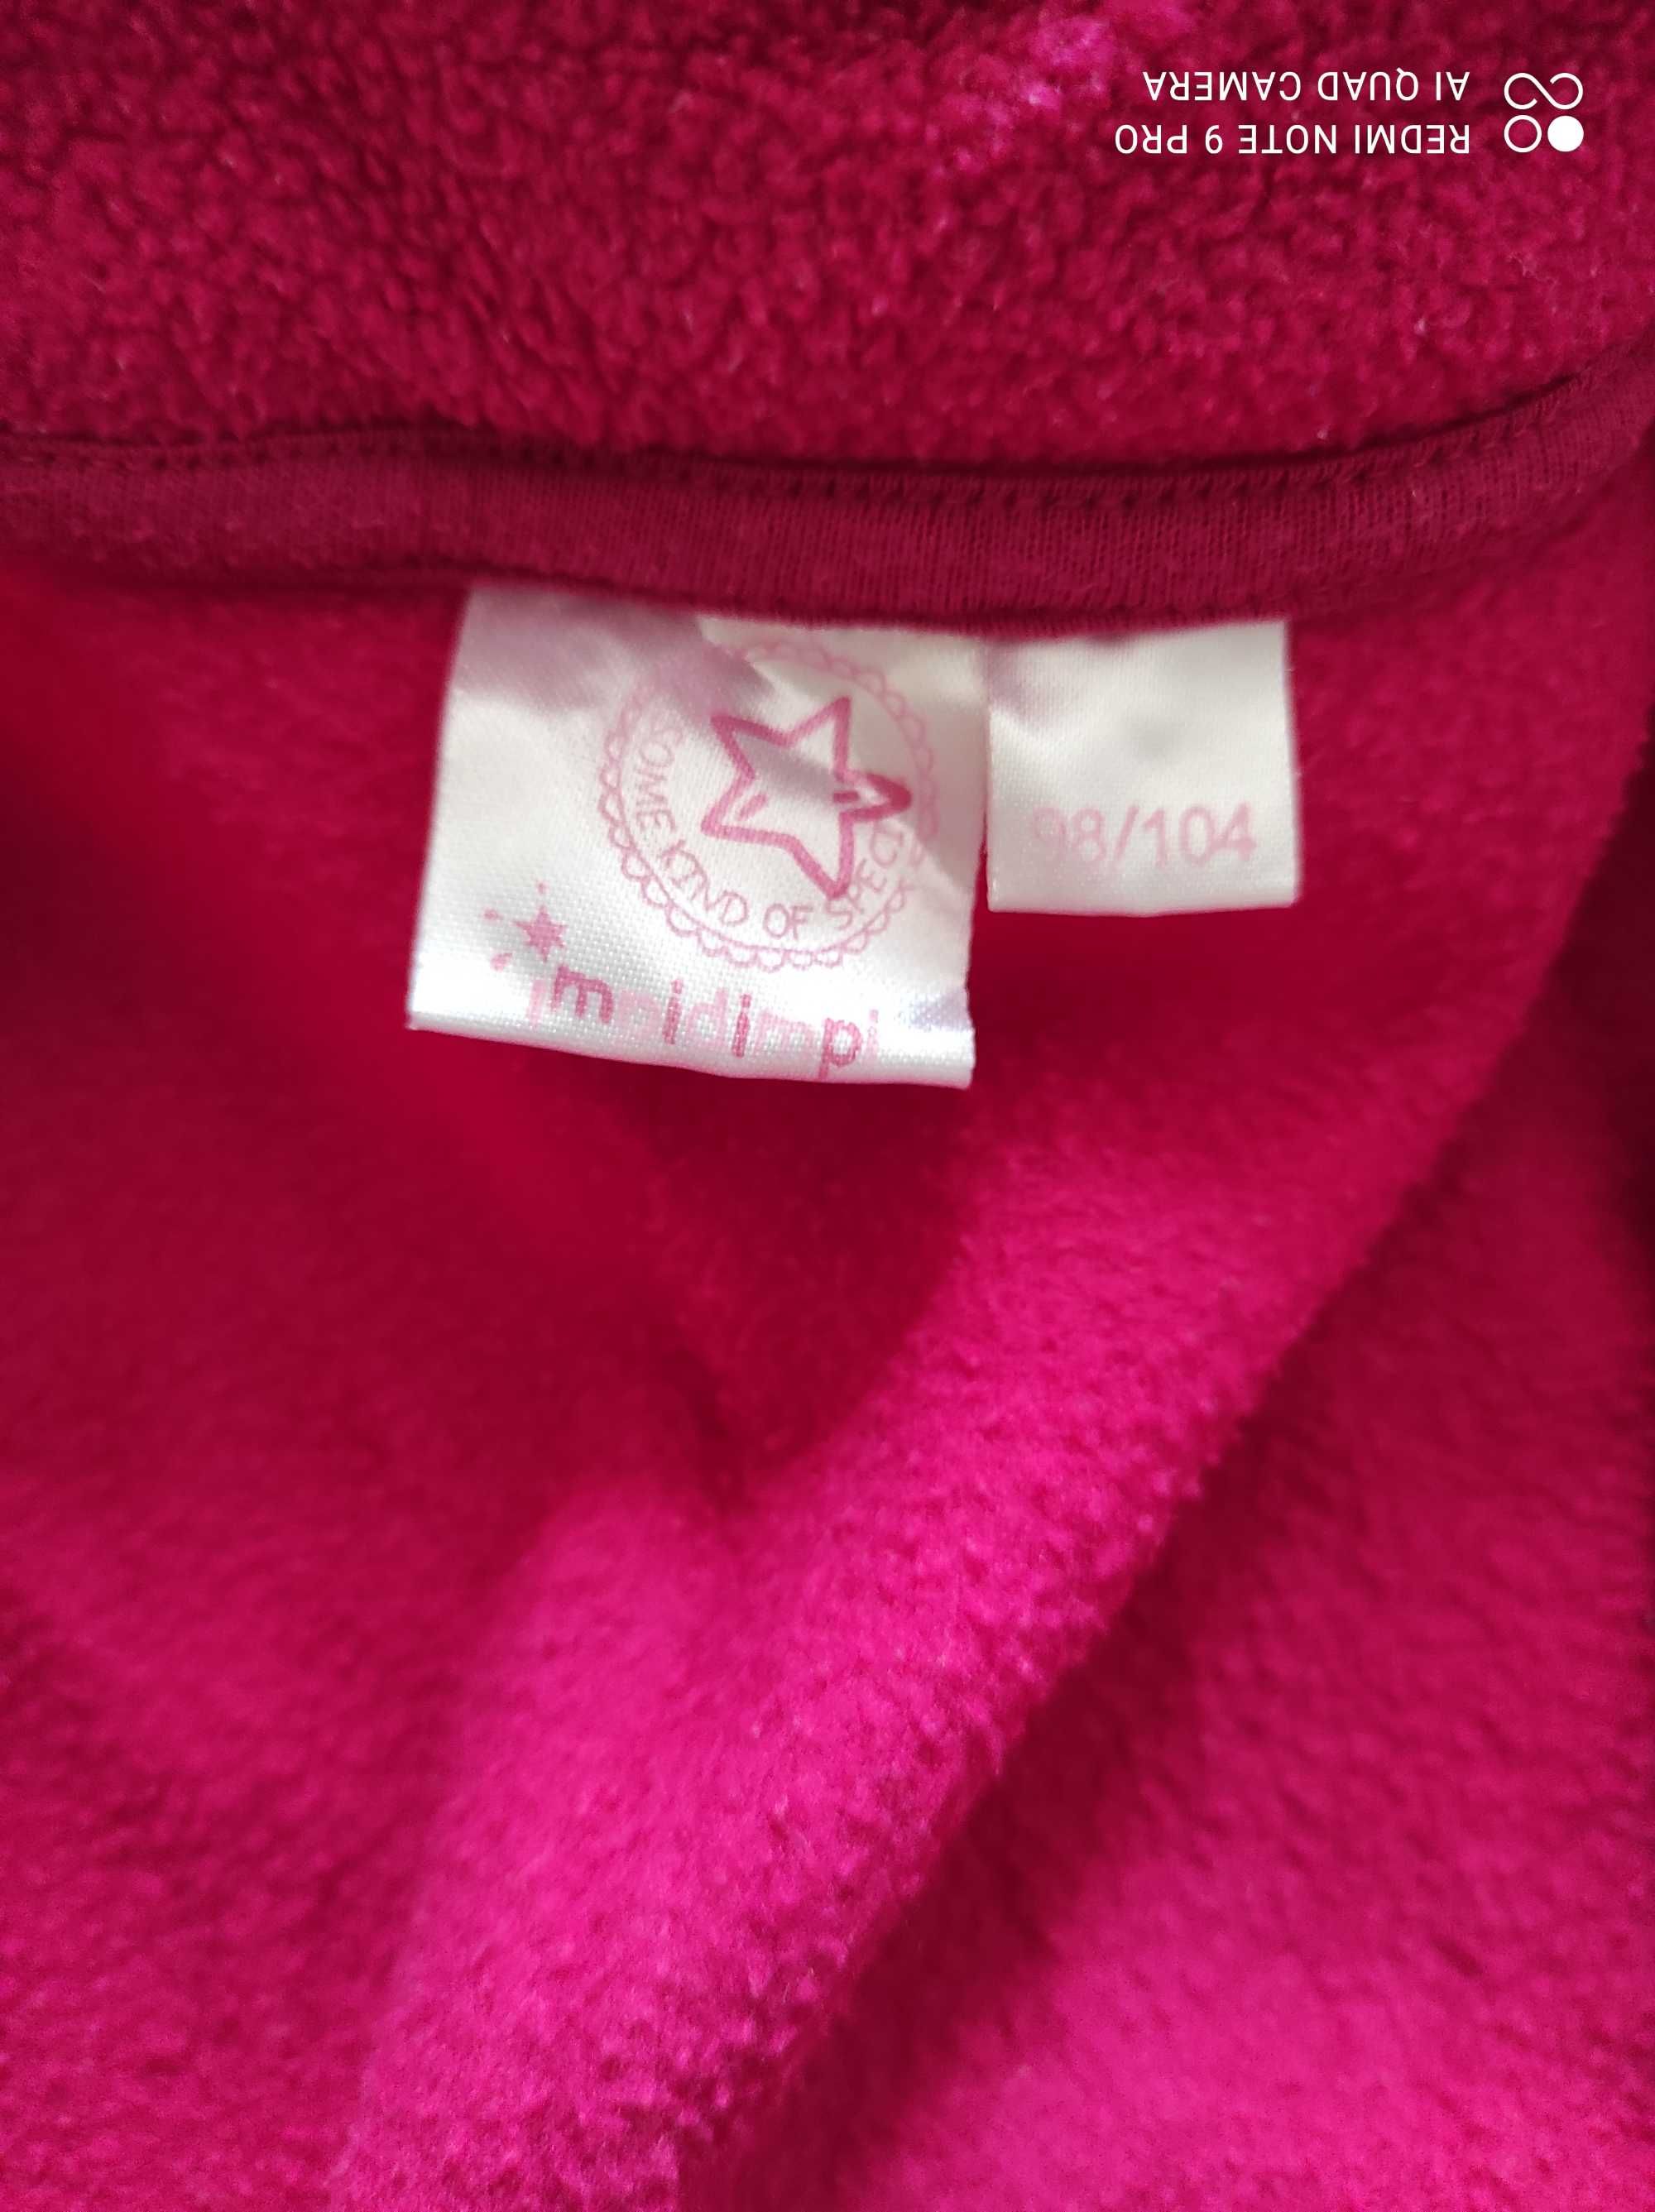 REDMI NOTE 9 PRO
AI QUAD CAMERA
SOME KIND OF
98/104
impidimpi